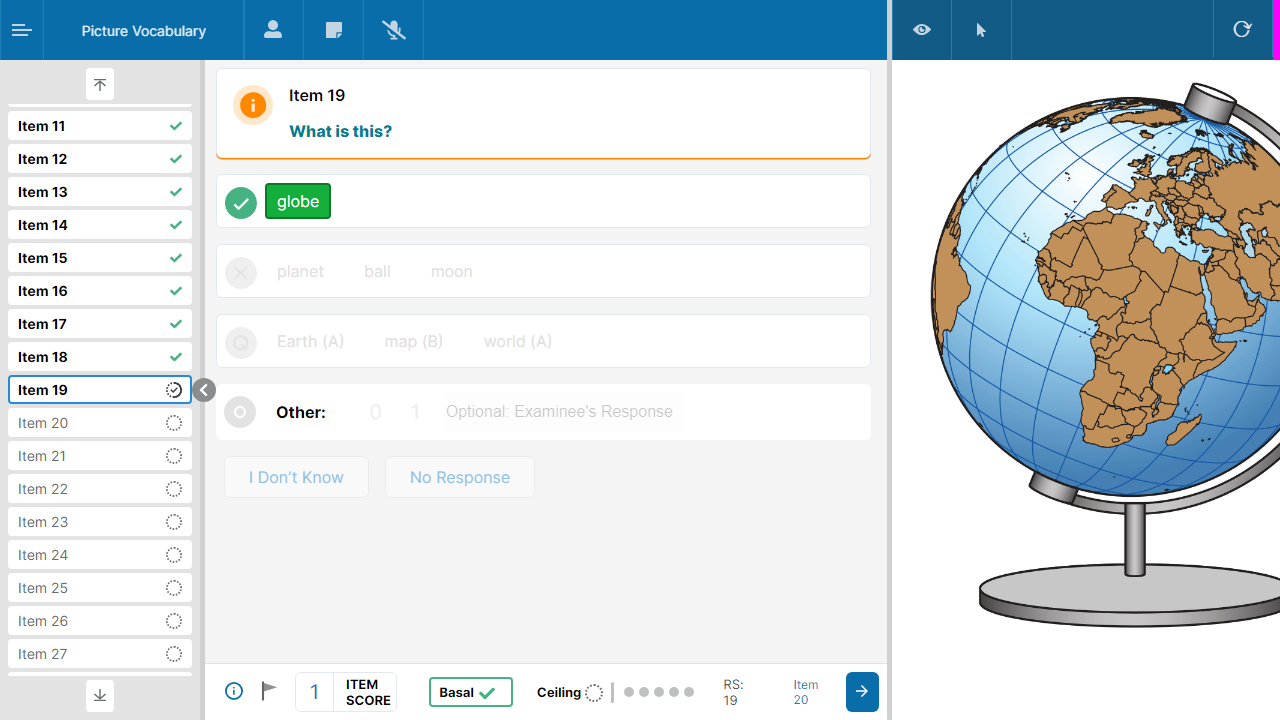 Picture Vocabulary
Item 11
Item 12
Item 13
Item 14
Item 15
Item 16
Item 17
Item 18
Item 19
Item 20
Item 21
Item 22
Item 23
Item 24
Item 25
Item 26
Item 27
Item 19
What is this?
globe
planet ball moon
Q Earth (A) map (B) world (A)
O Other: 0 1 Optional: Examinee's Response
I Don't Know No Response
1 ITEM SCORE
Basal
Ceiling
RS: 19
Item 20